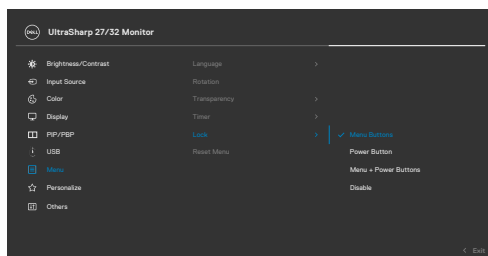 DELL UltraSharp 27/32 Monitor
Brightness/Contrast Language >
Input Source Rotation
Color Transparency >
Display Timer >
PIP/PBP Lock > ✓ Menu Buttons
USB Reset Menu Power Button
Menu Menu + Power Buttons
Personalize Disable
Others
< Exit